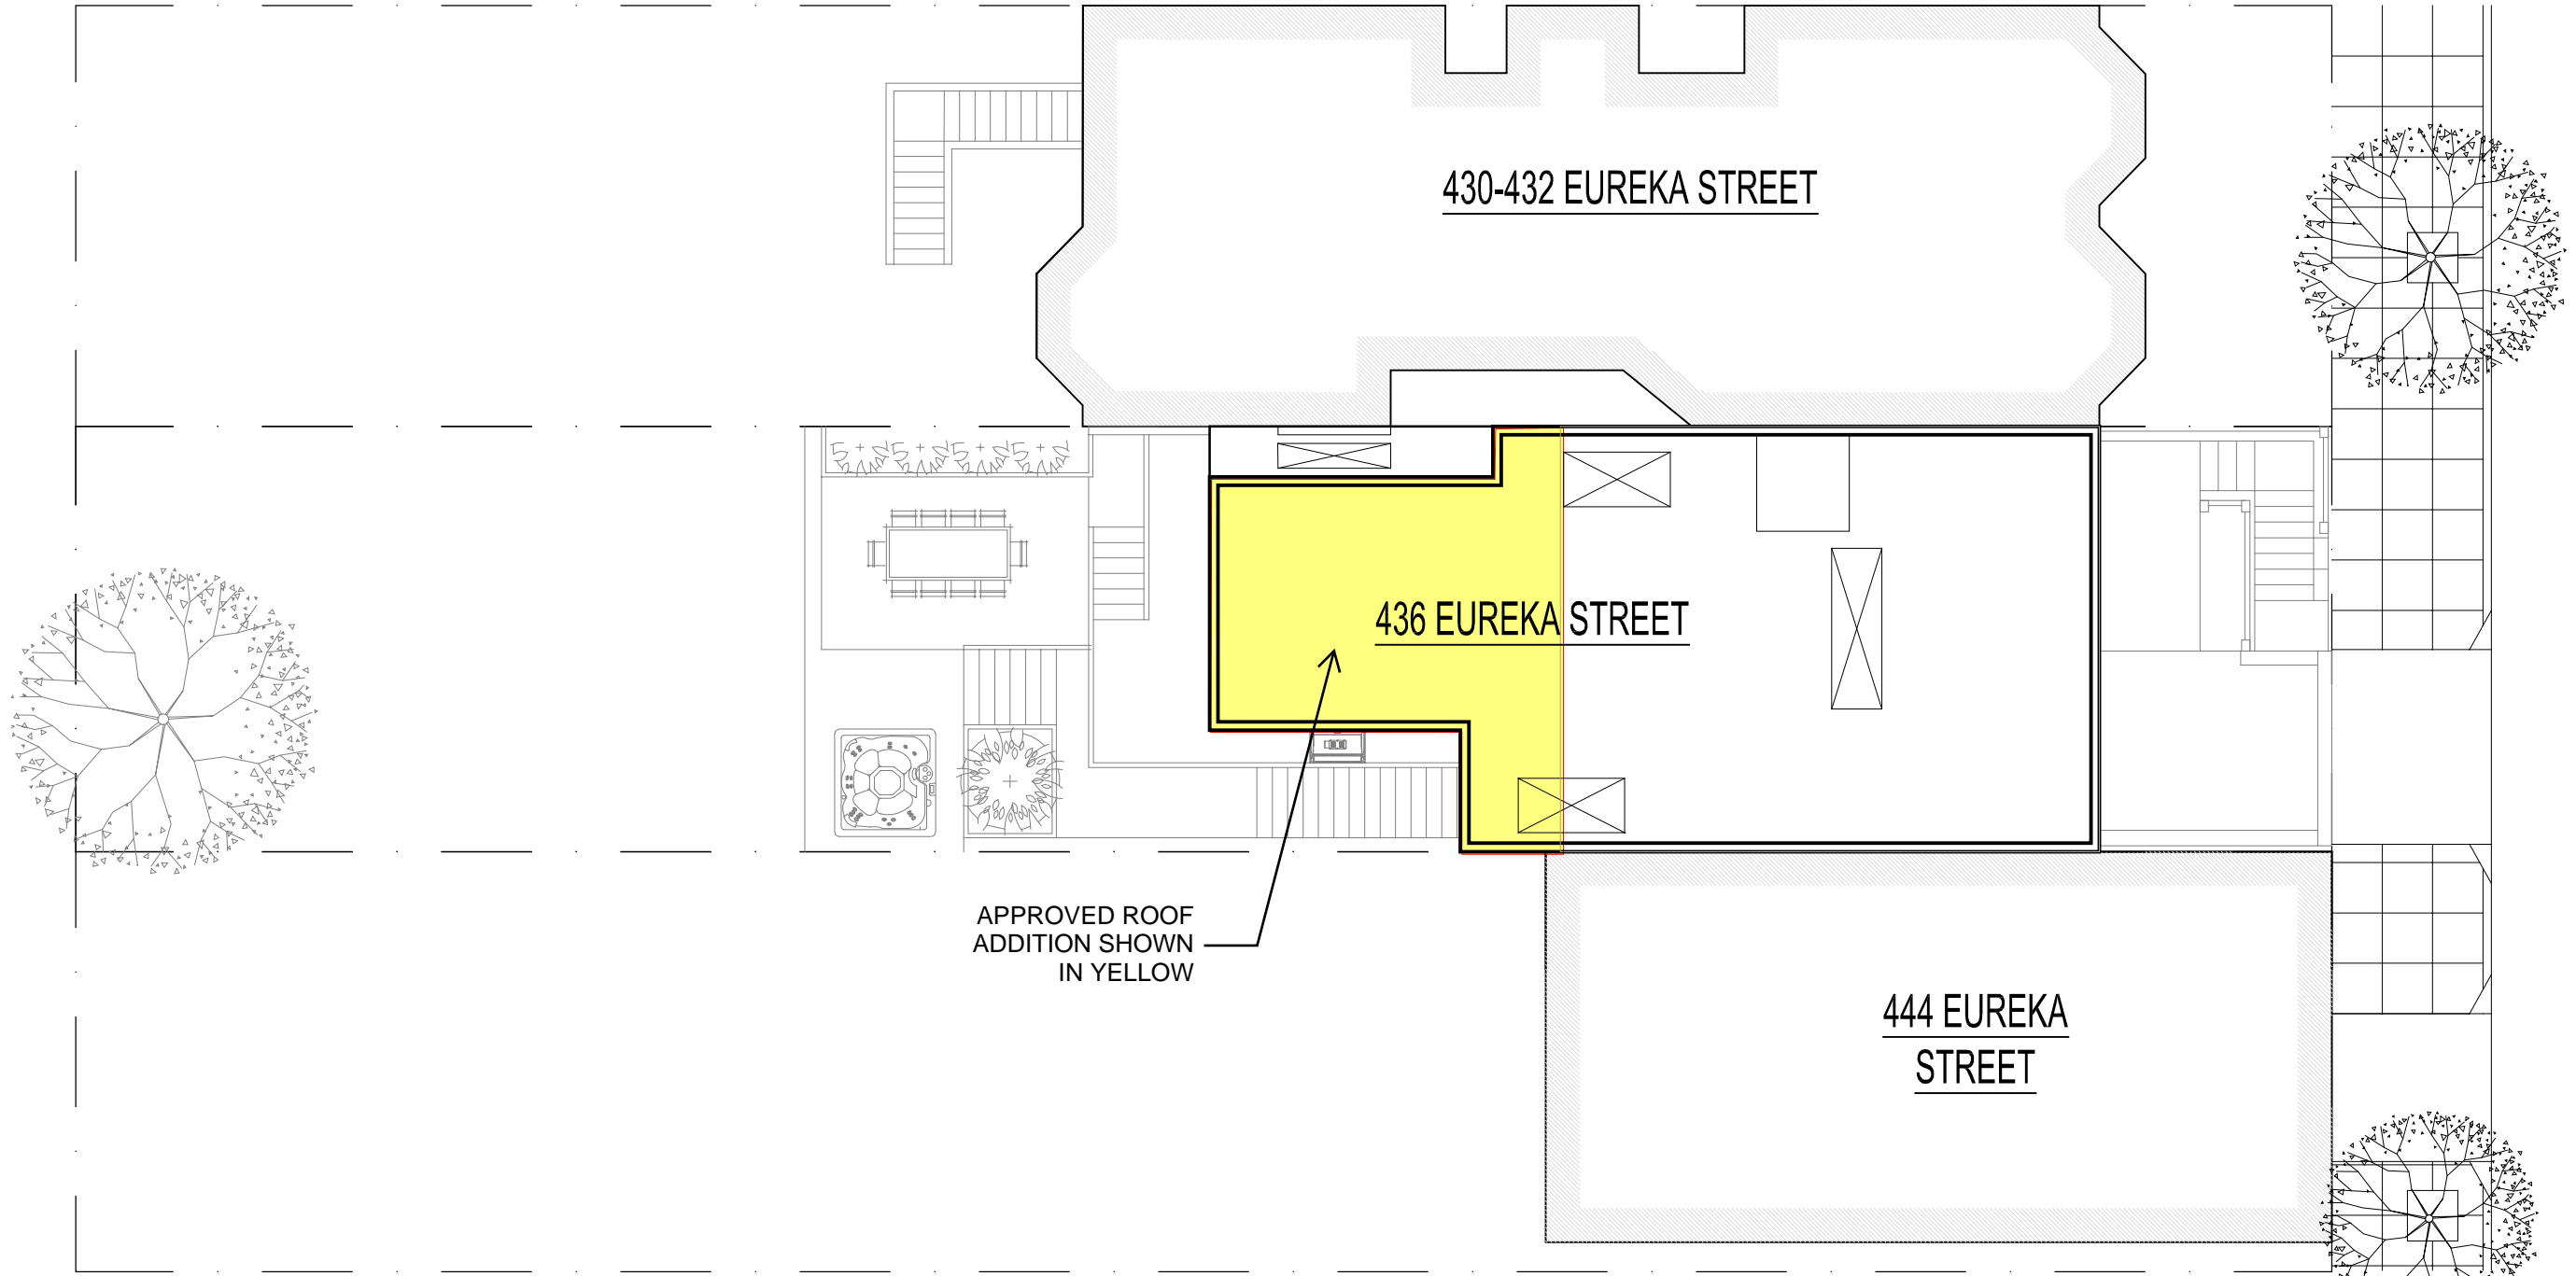 430-432 EUREKA STREET
436 EUREKA STREET
APPROVED ROOF
ADDITION SHOWN
IN YELLOW
444 EUREKA
STREET